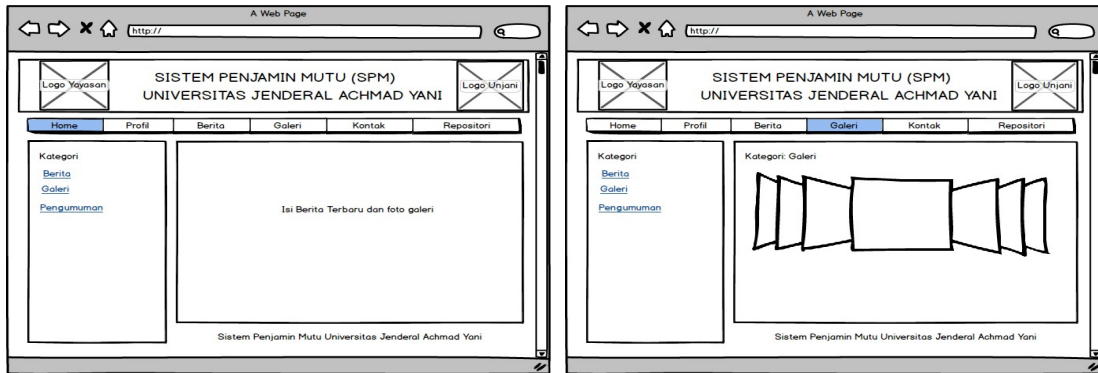 A Web Page
http://
Logo Yayasan
SISTEM PENJAMIN MUTU (SPM)
UNIVERSITAS JENDERAL ACHMAD YANI
Logo Unjani
Home Profil Berita Galeri Kontak Repositori
Kategori
Berita
Galeri
Pengumuman
Isi Berita Terbaru dan foto galeri
Sistem Penjamin Mutu Universitas Jenderal Achmad Yani
A Web Page
http://
Logo Yayasan
SISTEM PENJAMIN MUTU (SPM)
UNIVERSITAS JENDERAL ACHMAD YANI
Logo Unjani
Home Profil Berita Galeri Kontak Repositori
Kategori
Berita
Galeri
Pengumuman
Kategori: Galeri
Sistem Penjamin Mutu Universitas Jenderal Achmad Yani